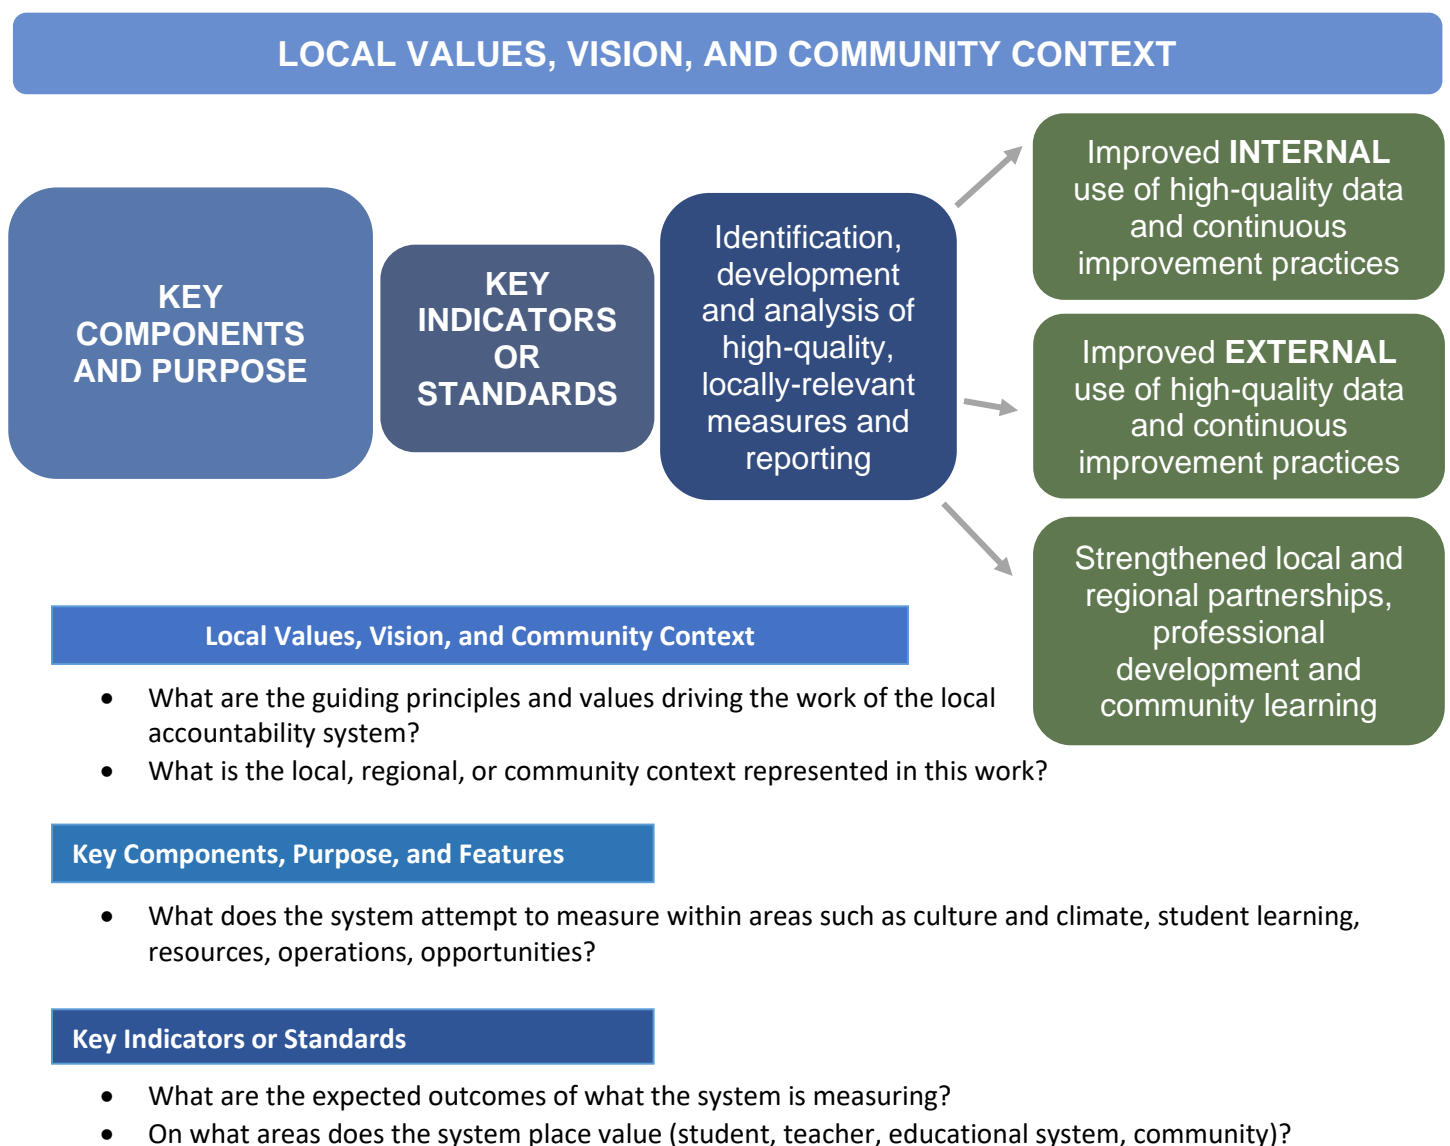 LOCAL VALUES, VISION, AND COMMUNITY CONTEXT
KEY
COMPONENTS
AND PURPOSE
KEY
INDICATORS
OR
STANDARDS
Identification,
development
and analysis of
high-quality,
locally-relevant
measures and
reporting
Improved INTERNAL
use of high-quality data
and continuous
improvement practices
Improved EXTERNAL
use of high-quality data
and continuous
improvement practices
Strengthened local and
regional partnerships,
professional
development and
community learning
Local Values, Vision, and Community Context
• What are the guiding principles and values driving the work of the local
accountability system?
• What is the local, regional, or community context represented in this work?
Key Components, Purpose, and Features
• What does the system attempt to measure within areas such as culture and climate, student learning,
resources, operations, opportunities?
Key Indicators or Standards
• What are the expected outcomes of what the system is measuring?
• On what areas does the system place value (student, teacher, educational system, community)?